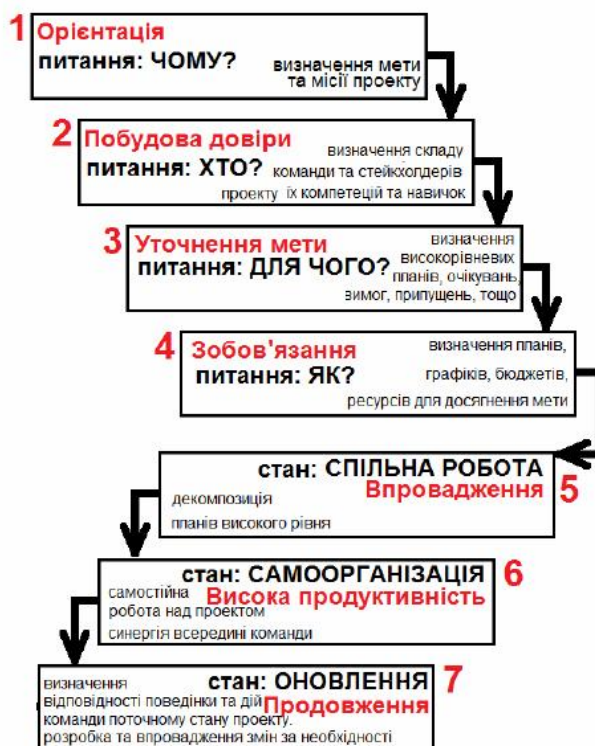 1 Орієнтація
питання: ЧОМУ?
визначення мети
та місії проекту
2 Побудова довіри
питання: ХТО?
визначення складу
команди та стейкхолдерів
проекту їх компетецій та навичок
3 Уточнення мети
питання: ДЛЯ ЧОГО?
визначення
високорівневих
планів, очікувань,
вимог, припущень, тощо
4 Зобов'язання
питання: ЯК?
визначення планів,
графіків, бюджетів,
ресурсів для досягнення мети
стан: СПІЛЬНА РОБОТА
Впровадження 5
декомпозиція
планів високого рівня
стан: САМООРГАНІЗАЦІЯ 6
Висока продуктивність
самостійна
робота над проектом
синергія всередині команди
стан: ОНОВЛЕННЯ 7
Продовження
визначення
відповідності поведінки та дій
команди поточному стану проекту.
розробка та впровадження змін за необхідності